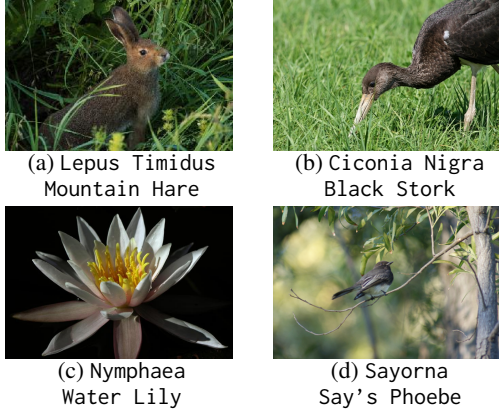 (a) Lepus Timidus
Mountain Hare
(b) Ciconia Nigra
Black Stork
(c) Nymphaea
Water Lily
(d) Sayorna
Say's Phoebe